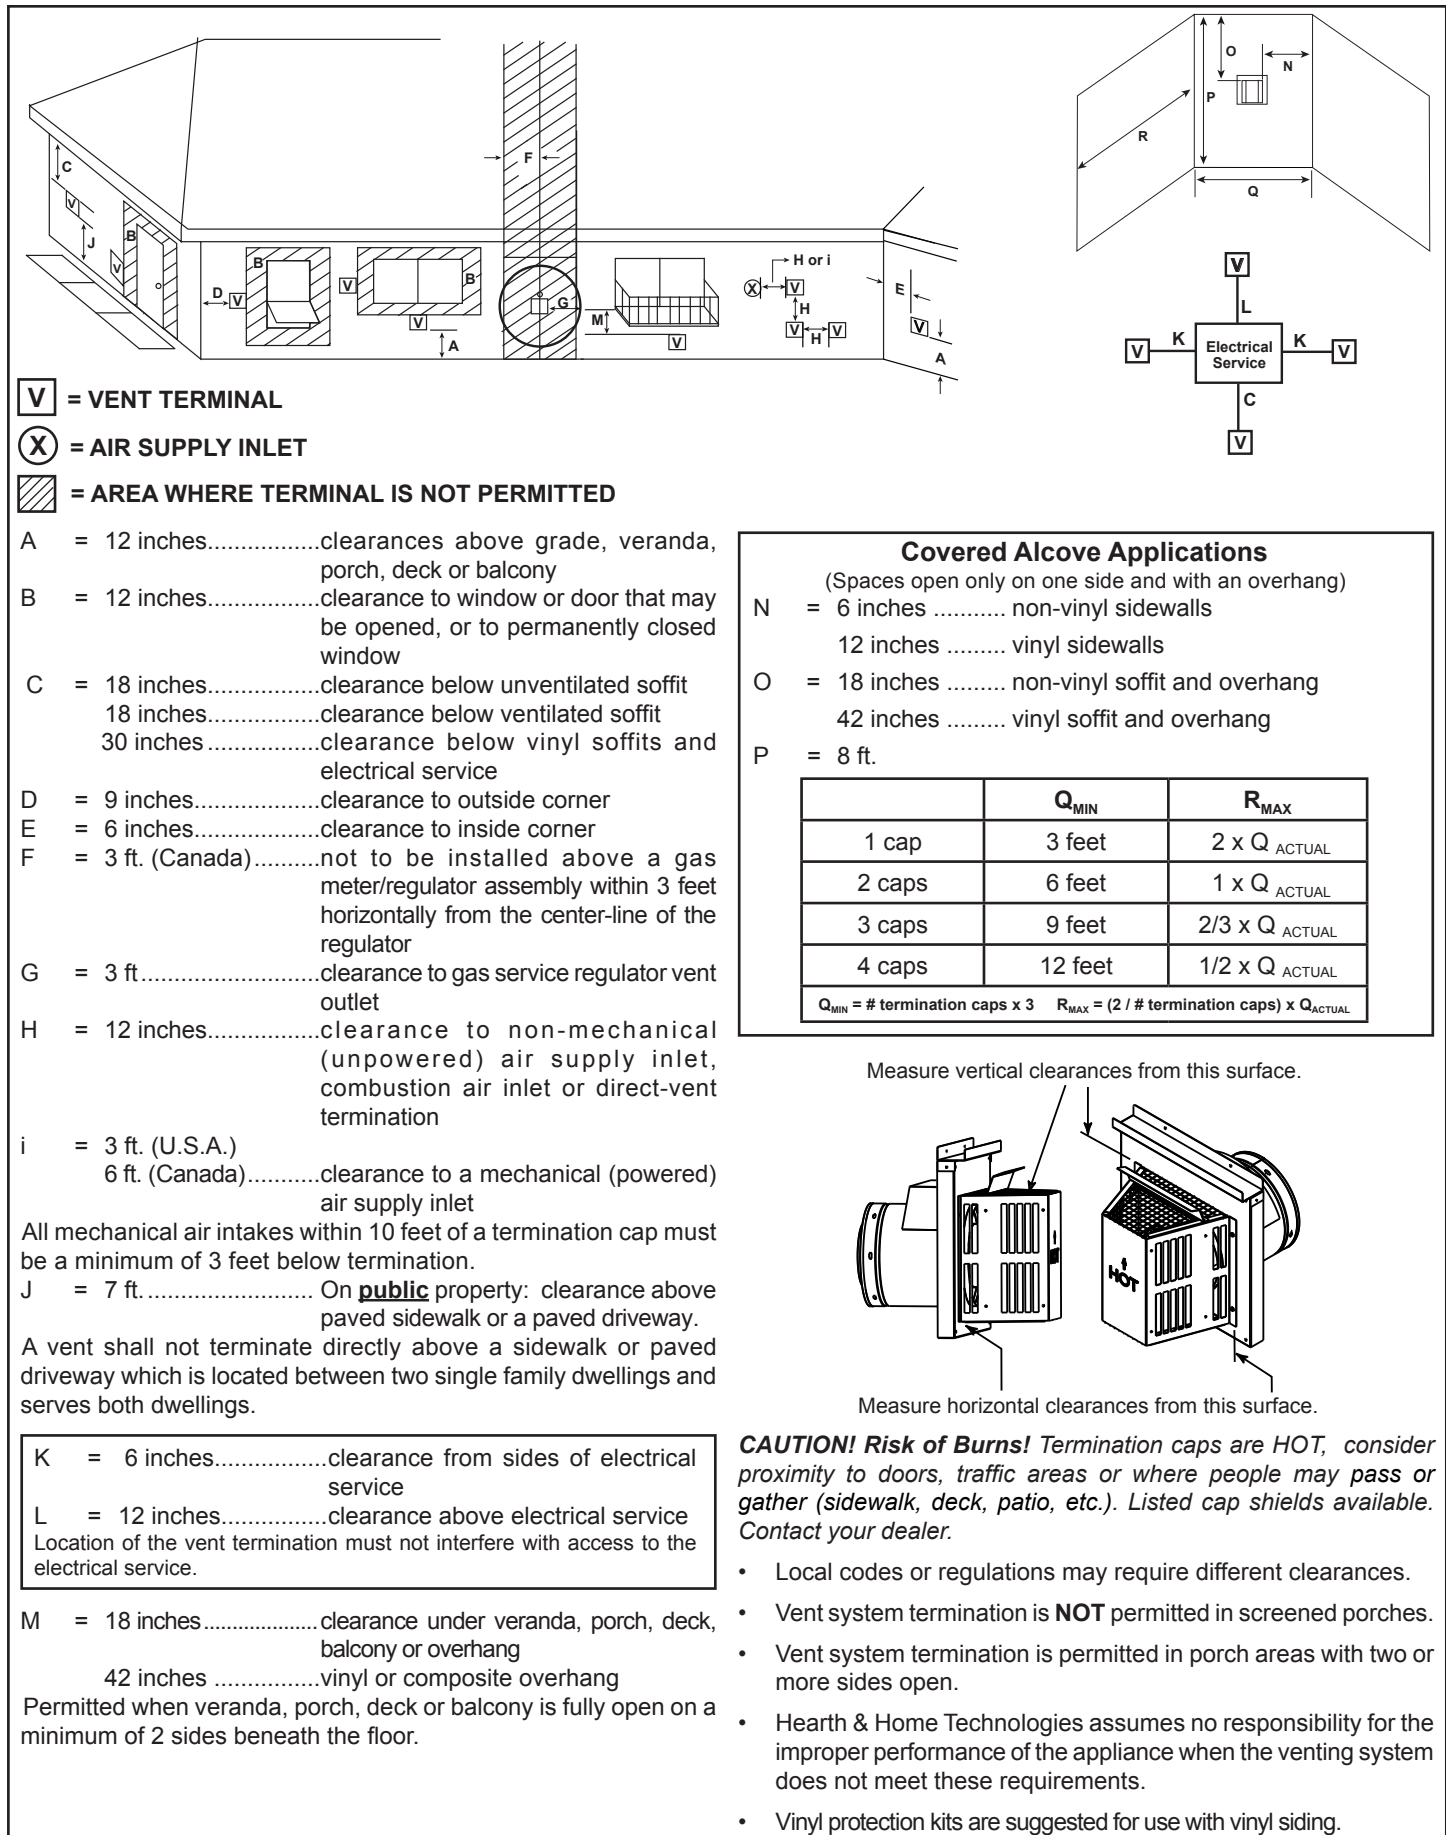 C
V
J
V
B
D
V
B
V
B
V
A
F
G
M
V
H or i
X
V
H
V
H
V
E
V
A
O
N
P
R
Q
V
L
V
K
Electrical
Service
K
V
C
V
V = VENT TERMINAL
X = AIR SUPPLY INLET
= AREA WHERE TERMINAL IS NOT PERMITTED
A = 12 inches.................clearances above grade, veranda,
porch, deck or balcony
B = 12 inches.................clearance to window or door that may
be opened, or to permanently closed
window
C = 18 inches.................clearance below unventilated soffit
18 inches.................clearance below ventilated soffit
30 inches.................clearance below vinyl soffits and
electrical service
D = 9 inches...................clearance to outside corner
E = 6 inches...................clearance to inside corner
F = 3 ft. (Canada)..........not to be installed above a gas
meter/regulator assembly within 3 feet
horizontally from the center-line of the
regulator
G = 3 ft...........................clearance to gas service regulator vent
outlet
H = 12 inches.................clearance to non-mechanical
(unpowered) air supply inlet,
combustion air inlet or direct-vent
termination
i = 3 ft. (U.S.A.)
6 ft. (Canada)...........clearance to a mechanical (powered)
air supply inlet
All mechanical air intakes within 10 feet of a termination cap must
be a minimum of 3 feet below termination.
J = 7 ft. ......................... On public property: clearance above
paved sidewalk or a paved driveway.
A vent shall not terminate directly above a sidewalk or paved
driveway which is located between two single family dwellings and
serves both dwellings.
K = 6 inches.................clearance from sides of electrical
service
L = 12 inches................clearance above electrical service
Location of the vent termination must not interfere with access to the
electrical service.
M = 18 inches.................... clearance under veranda, porch, deck,
balcony or overhang
42 inches ................vinyl or composite overhang
Permitted when veranda, porch, deck or balcony is fully open on a
minimum of 2 sides beneath the floor.
Covered Alcove Applications
(Spaces open only on one side and with an overhang)
N = 6 inches ........... non-vinyl sidewalls
12 inches ......... vinyl sidewalls
O = 18 inches ......... non-vinyl soffit and overhang
42 inches ......... vinyl soffit and overhang
P = 8 ft.
QMIN RMAX
1 cap 3 feet 2 x Q ACTUAL
2 caps 6 feet 1 x Q ACTUAL
3 caps 9 feet 2/3 x Q ACTUAL
4 caps 12 feet 1/2 x Q ACTUAL
QMIN = # termination caps x 3 RMAX = (2 / # termination caps) x QACTUAL
Measure vertical clearances from this surface.
HOT
Measure horizontal clearances from this surface.
CAUTION! Risk of Burns! Termination caps are HOT, consider
proximity to doors, traffic areas or where people may pass or
gather (sidewalk, deck, patio, etc.). Listed cap shields available.
Contact your dealer.
• Local codes or regulations may require different clearances.
• Vent system termination is NOT permitted in screened porches.
• Vent system termination is permitted in porch areas with two or
more sides open.
• Hearth & Home Technologies assumes no responsibility for the
improper performance of the appliance when the venting system
does not meet these requirements.
• Vinyl protection kits are suggested for use with vinyl siding.